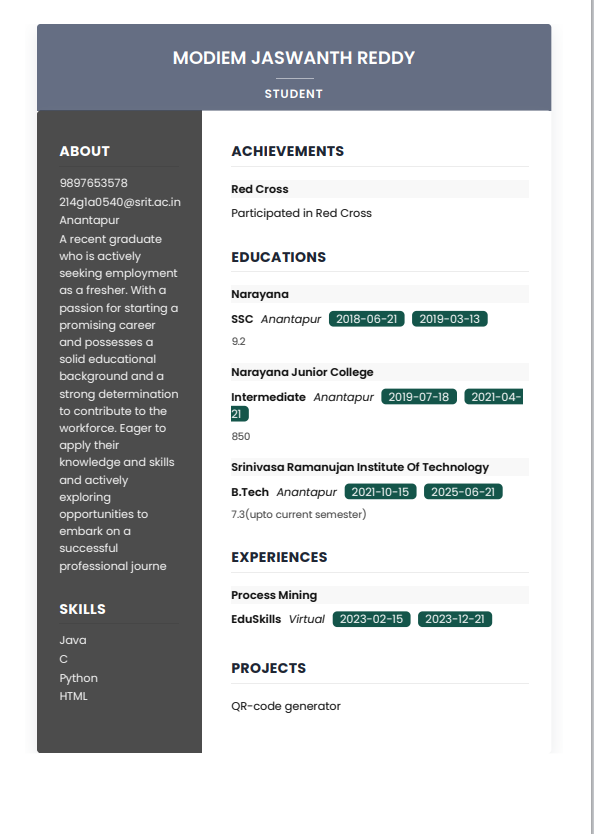 MODIEM JASWANTH REDDY
STUDENT
ABOUT
9897653578
214g1a0540@srit.ac.in
Anantapur
A recent graduate
who is actively
seeking employment
as a fresher. With a
passion for starting a
promising career
and possesses a
solid educational
background and a
strong determination
to contribute to the
workforce. Eager to
apply their
knowledge and skills
and actively
exploring
opportunities to
embark on a
successful
professional journe
SKILLS
Java
C
Python
HTML
ACHIEVEMENTS
Red Cross
Participated in Red Cross
EDUCATIONS
Narayana
SSC Anantapur 2018-06-21 2019-03-13
9.2
Narayana Junior College
Intermediate Anantapur 2019-07-18 2021-04-
21
850
Srinivasa Ramanujan Institute Of Technology
B.Tech Anantapur 2021-10-15 2025-06-21
7.3(upto current semester)
EXPERIENCES
Process Mining
EduSkills Virtual 2023-02-15 2023-12-21
PROJECTS
QR-code generator